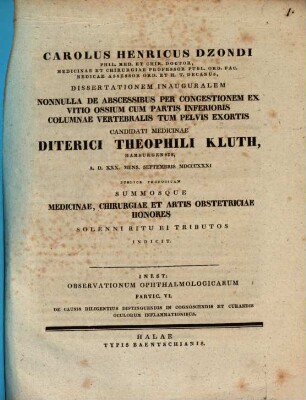 1.
CAROLUS HENRICUS DZONDI
PHIL. MED. ET CHIR. DOCTOR,
MEDICINAE ET CHIRURGIAE PROFESSOR PUBL. ORD. FAC.
MEDICAE ASSESSOR ORD. ET H. T. DECANUS,
DISSERTATIONEM INAUGURALEM
NONNULLA DE ABSCESSIBUS PER CONGESTIONEM EX
VITIO OSSIUM CUM PARTIS INFERIORIS
COLUMNAE VERTEBRALIS TUM PELVIS EXORTIS
CANDIDATI MEDICINAE
DITERICI THEOPHILI KLUTH,
HAMBURGENSIS,
A. D. XXX. MENS. SEPTEMBRIS MDCCCXXXI
PUBLICE PROPOSITAM
SUMMOSQUE
MEDICINAE, CHIRURGIAE ET ARTIS OBSTETRICIAE
HONORES
SOLENNI RITU EI TRIBUTOS
INDICIT.
INEST:
OBSERVATIONUM OPHTHALMOLOGICARUM
PARTIC. VI.
DE CAUSIS DILIGENTIUS DISTINGUENDIS IN COGNOSCENDIS ET CURANDIS
OCULORUM INFLAMMATIONIBUS.
HALAE
TYPIS BAENTSCHIANIS.